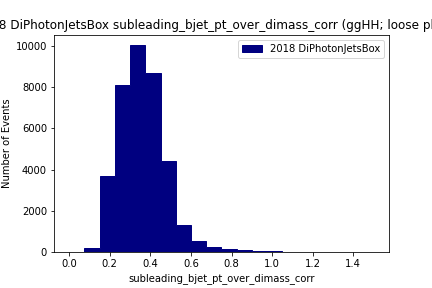 8 DiPhotonJetsBox subleading_bjet_pt_over_dimass_corr (ggHH; loose
2018 DiPhotonJetsBox
Number of Events
10000
8000
6000
4000
2000
0
0.0 0.2 0.4 0.6 0.8 1.0 1.2 1.4
subleading_bjet_pt_over_dimass_corr